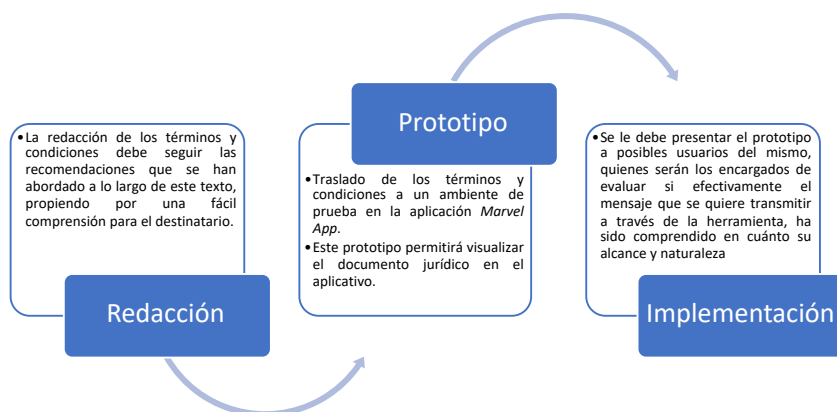 •La redacción de los términos y
condiciones debe seguir las
recomendaciones que se han
abordado a lo largo de este texto,
propiendo por una fácil
comprensión para el destinatario.
Redacción
Prototipo
•Traslado de los términos y
condiciones a un ambiente de
prueba en la aplicación Marvel
App.
•Este prototipo permitirá visualizar
el documento jurídico en el
aplicativo.
•Se le debe presentar el prototipo
a posibles usuarios del mismo,
quienes serán los encargados de
evaluar si efectivamente el
mensaje que se quiere transmitir
a través de la herramienta, ha
sido comprendido en cuánto su
alcance y naturaleza
Implementación